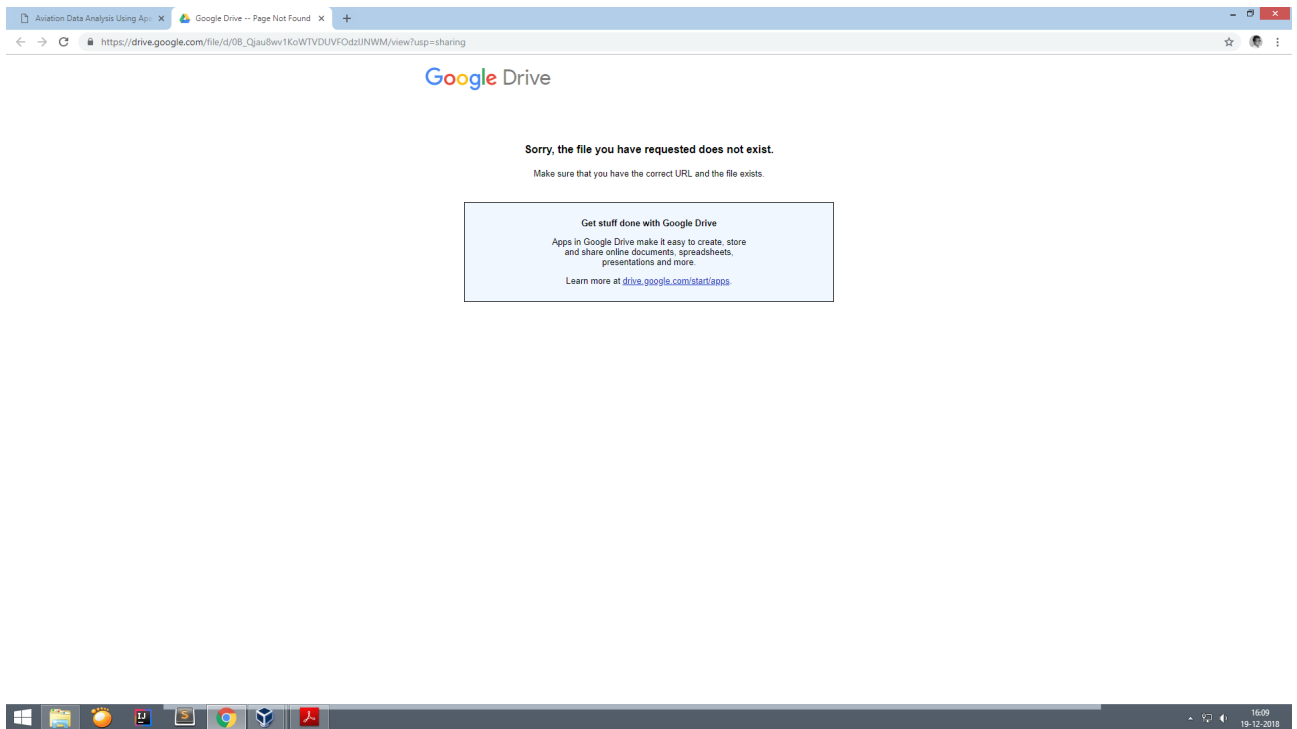 Aviation Data Analysis Using Apa
Google Drive -- Page Not Found
https://drive.google.com/file/d/0B_Qjau8wv1KoWTVDUVFOdzlJNWM/view?usp=sharing
Google Drive
Sorry, the file you have requested does not exist.
Make sure that you have the correct URL and the file exists.
Get stuff done with Google Drive
Apps in Google Drive make it easy to create, store
and share online documents, spreadsheets,
presentations and more.
Learn more at drive.google.com/start/apps.
IJ
S
16:09
19-12-2018